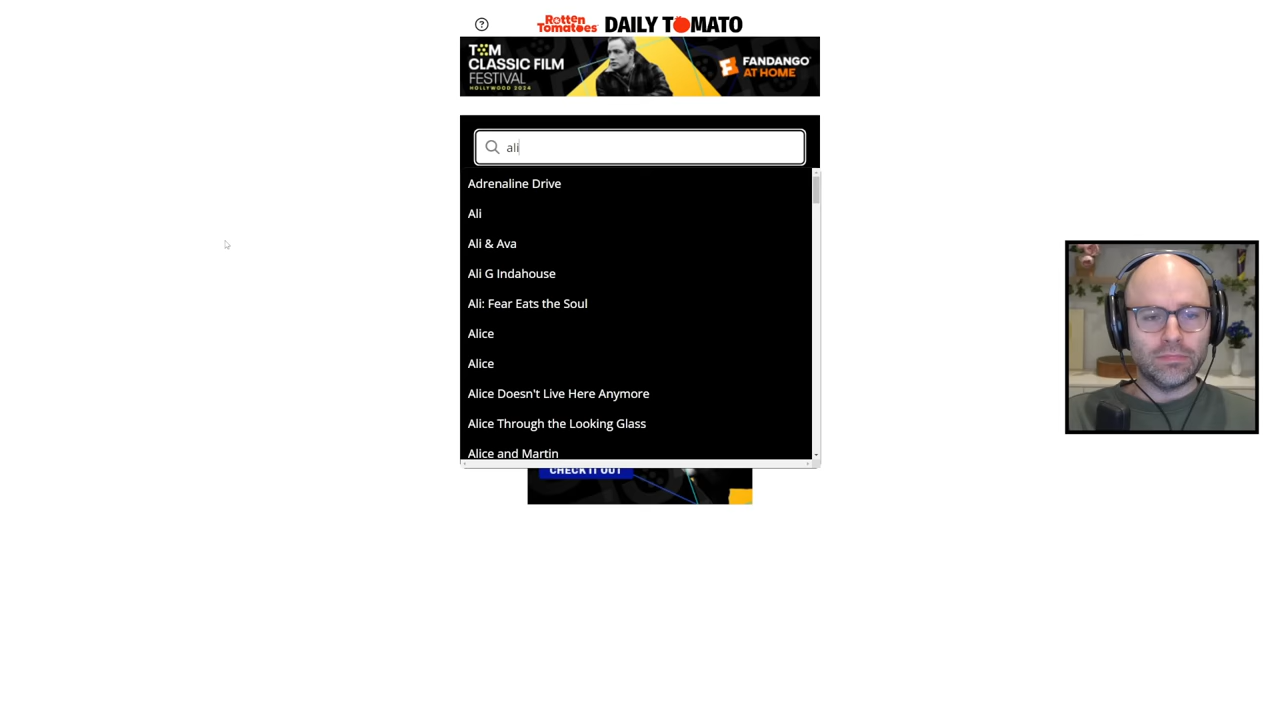 ?
Rotten
Tomatoes
DAILY TOMATO
TCM
CLASSIC FILM
FESTIVAL
HOLLYWOOD 2024
FANDANGO
AT HOME
ali
Adrenaline Drive
Ali
Ali & Ava
Ali G Indahouse
Ali: Fear Eats the Soul
Alice
Alice
Alice Doesn't Live Here Anymore
Alice Through the Looking Glass
Alice and Martin
CHECK IT OUT